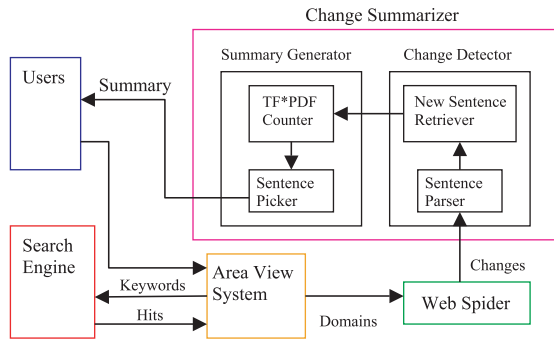 Change Summarizer
Summary Generator
Change Detector
Users
Summary
TF*PDF
Counter
New Sentence
Retriever
Sentence
Picker
Sentence
Parser
Search
Engine
Keywords
Hits
Area View
System
Domains
Changes
Web Spider